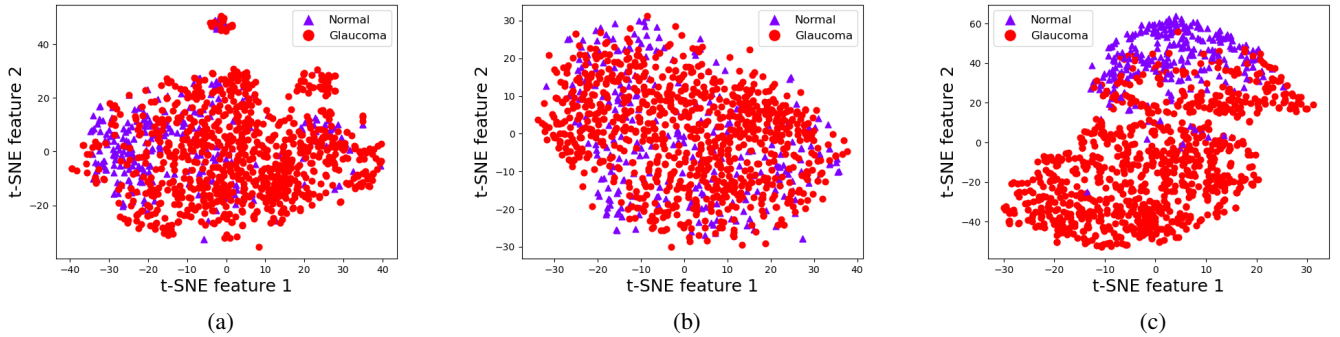 Normal
Glaucoma
t-SNE feature 2
40
20
0
−20
−40 −30 −20 −10 0 10 20 30 40
t-SNE feature 1
(a)
Normal
Glaucoma
t-SNE feature 2
30
20
10
0
−10
−20
−30
−30 −20 −10 0 10 20 30 40
t-SNE feature 1
(b)
Normal
Glaucoma
t-SNE feature 2
60
40
20
0
−20
−40
−30 −20 −10 0 10 20 30
t-SNE feature 1
(c)